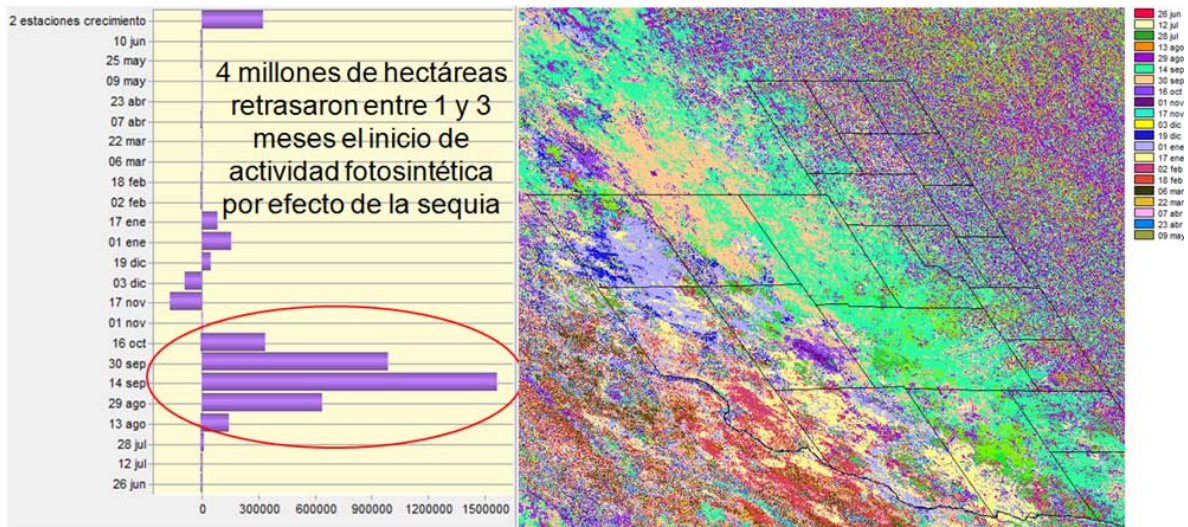 2 estaciones crecimiento
10 jun
25 may
09 may
23 abr
07 abr
22 mar
06 mar
18 feb
02 feb
17 ene
01 ene
19 dic
03 dic
17 nov
01 nov
16 oct
30 sep
14 sep
29 ago
13 ago
28 jul
12 jul
26 jun
0 300000 600000 900000 1200000 1500000
4 millones de hectáreas
retrasaron entre 1 y 3
meses el inicio de
actividad fotosintética
por efecto de la sequia
26 jun
12 jul
28 jul
13 ago
29 ago
14 sep
30 sep
16 oct
01 nov
17 nov
03 dic
19 dic
01 ene
17 ene
02 feb
18 feb
06 mar
22 mar
07 abr
23 abr
09 may